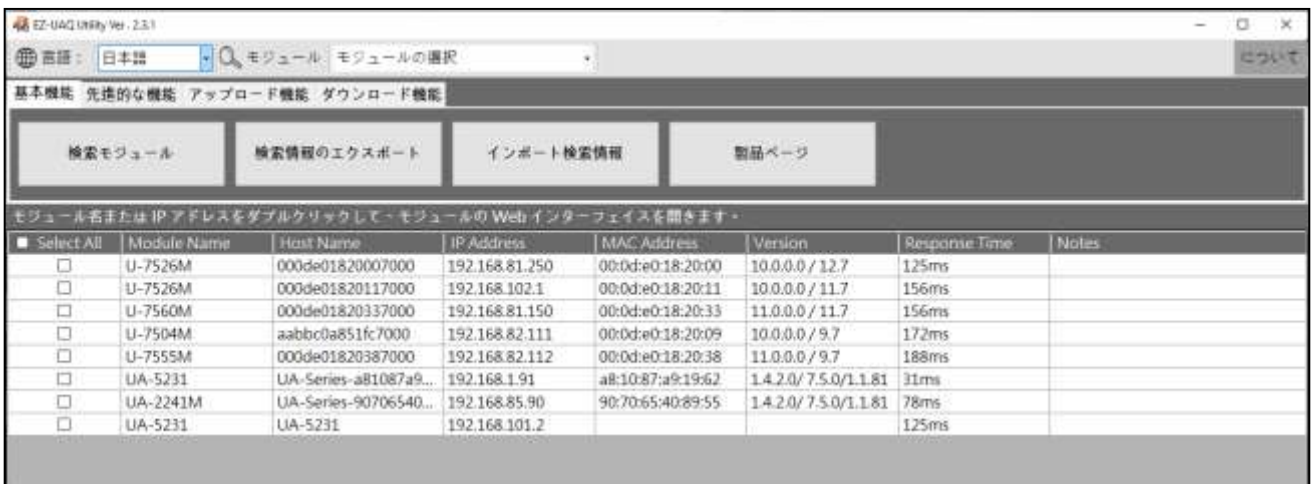 EZ-UAQ Utility Ver. 2.3.1
言語： 日本語 モジュール モジュールの選択 について
基本機能 先進的な機能 アップロード機能 ダウンロード機能
検索モジュール 検索情報のエクスポート インポート検索情報 製品ページ
モジュール名または IP アドレスをダブルクリックして、モジュールの Web インターフェイスを開きます。
Select All Module Name Host Name IP Address MAC Address Version Response Time Notes
U-7526M 000de01820007000 192.168.81.250 00:0d:e0:18:20:00 10.0.0.0 / 12.7 125ms
U-7526M 000de01820117000 192.168.102.1 00:0d:e0:18:20:11 10.0.0.0 / 11.7 156ms
U-7560M 000de01820337000 192.168.81.150 00:0d:e0:18:20:33 11.0.0.0 / 11.7 156ms
U-7504M aabbc0a851fc7000 192.168.82.111 00:0d:e0:18:20:09 10.0.0.0 / 9.7 172ms
U-7555M 000de01820387000 192.168.82.112 00:0d:e0:18:20:38 11.0.0.0 / 9.7 188ms
UA-5231 UA-Series-a81087a9... 192.168.1.91 a8:10:87:a9:19:62 1.4.2.0/ 7.5.0/1.1.81 31ms
UA-2241M UA-Series-90706540... 192.168.85.90 90:70:65:40:89:55 1.4.2.0/ 7.5.0/1.1.81 78ms
UA-5231 UA-5231 192.168.101.2 125ms